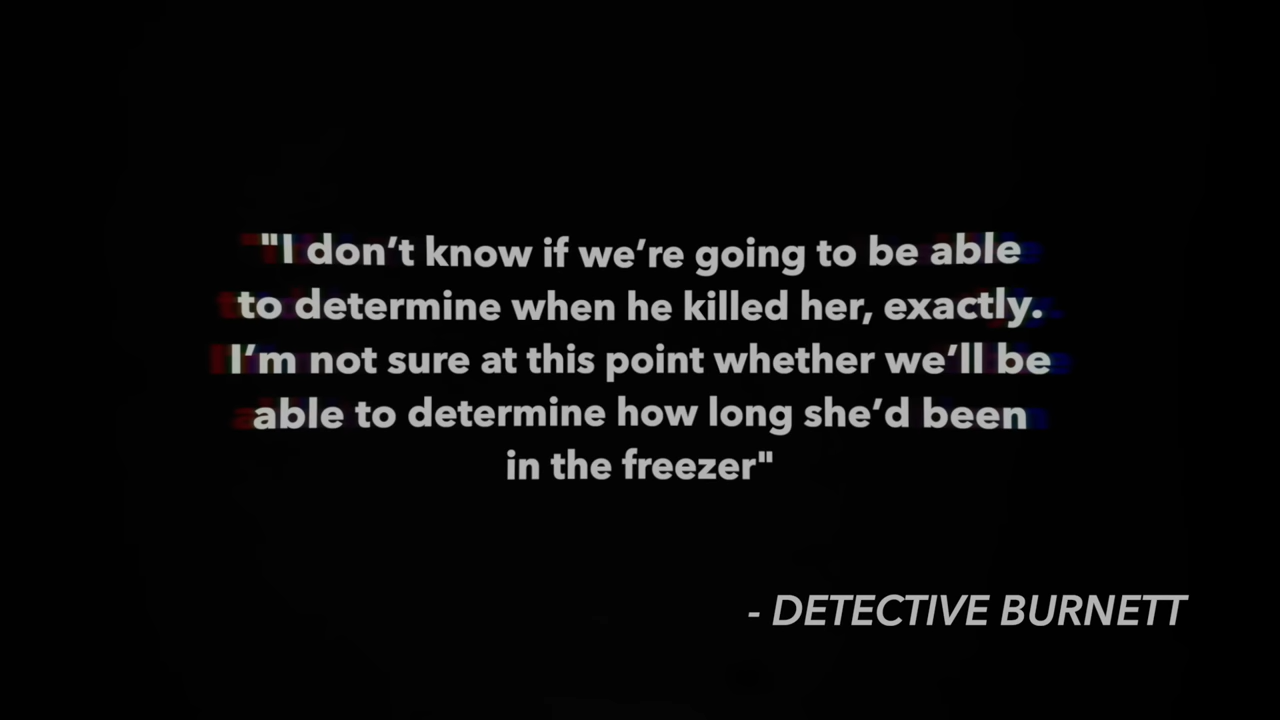 "I don’t know if we’re going to be able
to determine when he killed her, exactly.
I’m not sure at this point whether we’ll be
able to determine how long she’d been
in the freezer"
- DETECTIVE BURNETT